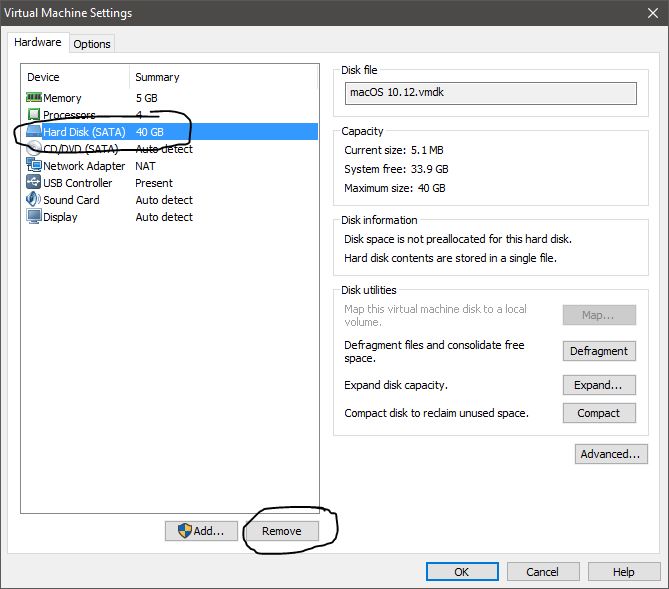 Virtual Machine Settings
Hardware Options
Device Summary
Memory 5 GB
Processors 4
Hard Disk (SATA) 40 GB
CD/DVD (SATA) Auto detect
Network Adapter NAT
USB Controller Present
Sound Card Auto detect
Display Auto detect
Add... Remove
Disk file
macOS 10.12.vmdk
Capacity
Current size: 5.1 MB
System free: 33.9 GB
Maximum size: 40 GB
Disk information
Disk space is not preallocated for this hard disk.
Hard disk contents are stored in a single file.
Disk utilities
Map this virtual machine disk to a local
volume.
Map...
Defragment files and consolidate free
space.
Defragment
Expand disk capacity.
Expand...
Compact disk to reclaim unused space.
Compact
Advanced...
OK Cancel Help